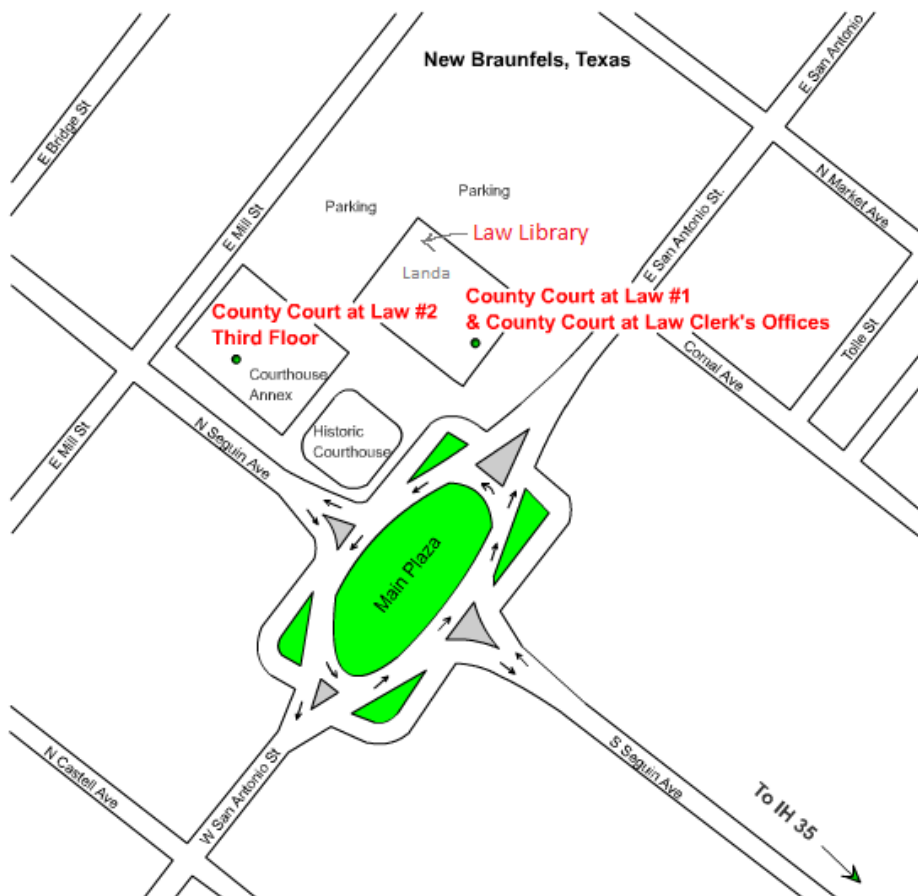 New Braunfels, Texas
E San Antonio
E Bridge St
N Market Ave
Parking
Parking
E Mill St
E San Antonio St.
Law Library
Landa
County Court at Law #2
Third Floor
County Court at Law #1
& County Court at Law Clerk's Offices
Tolle St
Comal Ave
Courthouse
Annex
E Mill St
N Seguin Ave
Historic
Courthouse
Main Plaza
N Castell Ave
W San Antonio St
S Seguin Ave
To IH 35